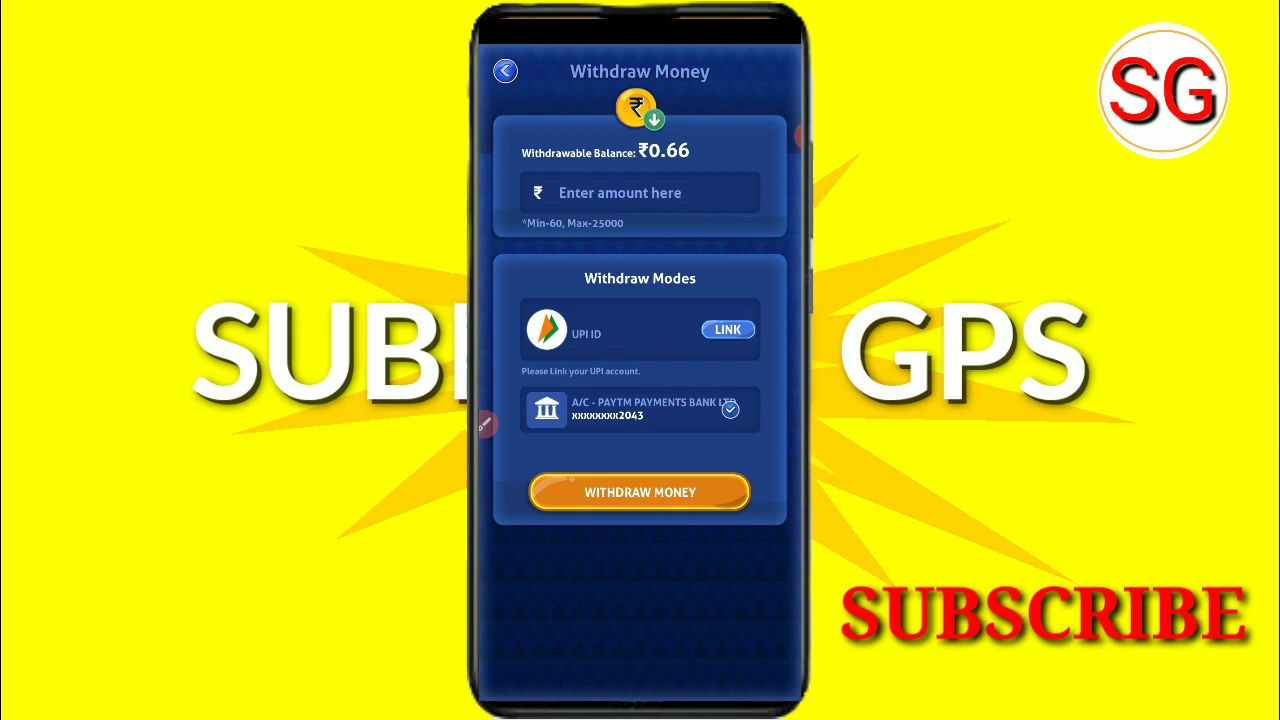 SG
Withdraw Money
Withdrawable Balance: ₹0.66
₹ Enter amount here
*Min-60, Max-25000
Withdraw Modes
UPI ID
LINK
Please Link your UPI account.
A/C - PAYTM PAYMENTS BANK LTD
xxxxxxxx2043
WITHDRAW MONEY
GPS
SUBSCRIBE